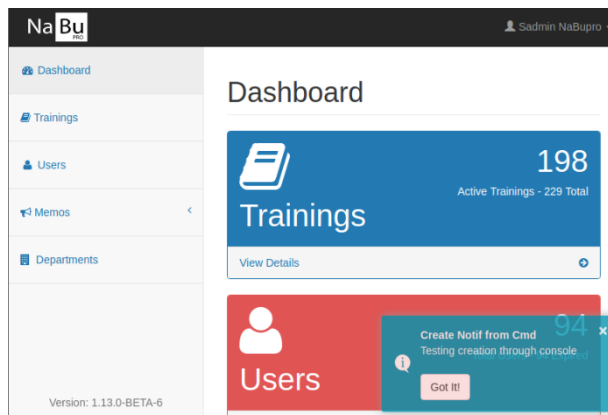 Na Bu
PRO
Sadmin NaBupro
Dashboard
Trainings
Users
Memos
Departments
Version: 1.13.0-BETA-6
Dashboard
198
Active Trainings - 229 Total
Trainings
View Details
94
Users
Create Notif from Cmd
Testing creation through console
Got It!